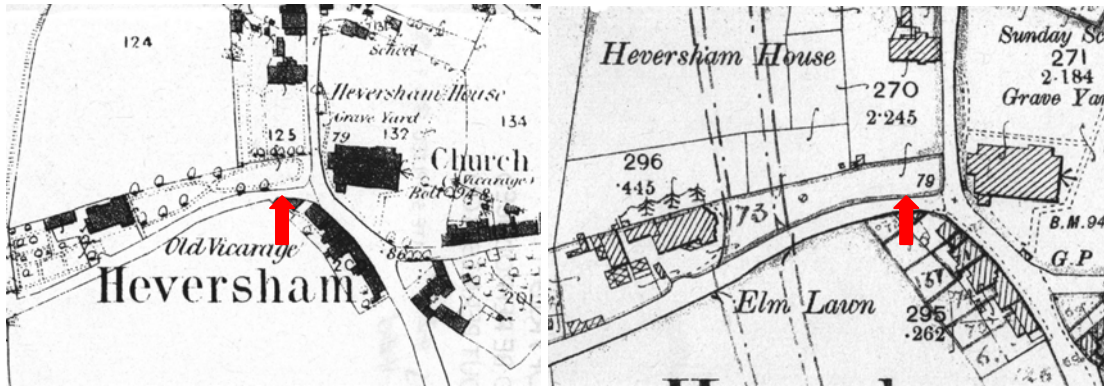 124
School
Heversham House
Grave Yard
79 132
134
125
Church
(Vicarage)
Old Vicarage
Heversham
86
Heversham House
Sunday Sc
271
2·184
Grave Yar
270
2·245
296
·445
79
73
B.M.94
G.P
Elm Lawn
295
·262